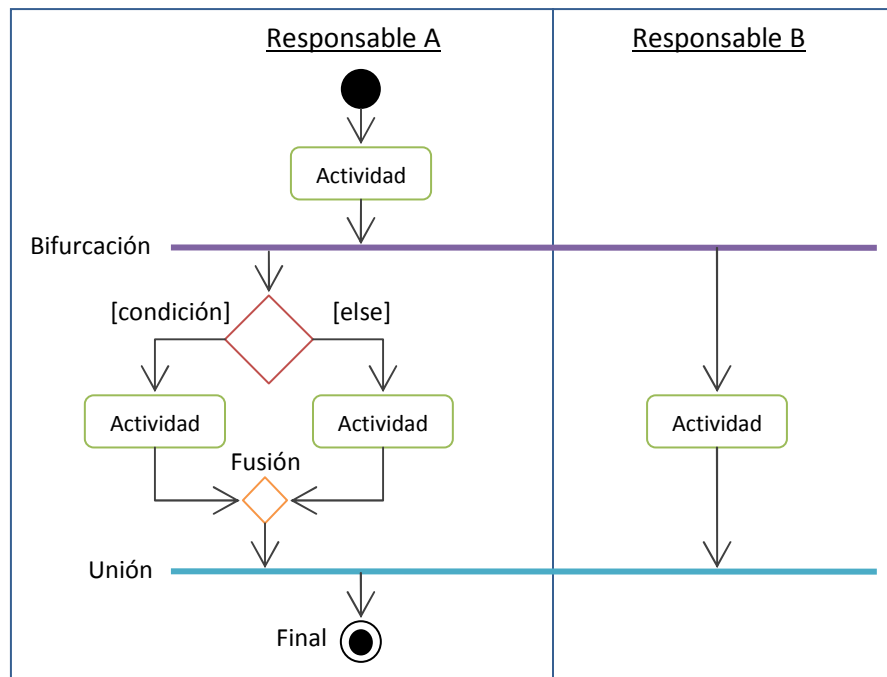 Responsable A
Responsable B
Actividad
Bifurcación
[condición]
[else]
Actividad
Actividad
Actividad
Fusión
Unión
Final